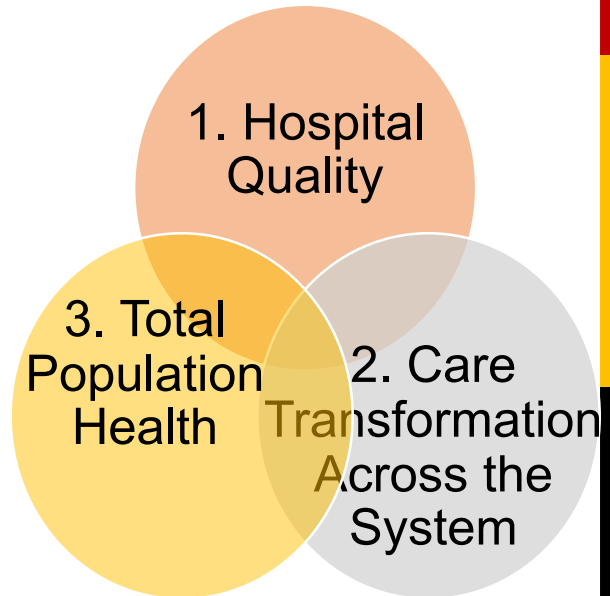 1. Hospital
Quality
3. Total
Population
Health
2. Care
Transformation
Across the
System